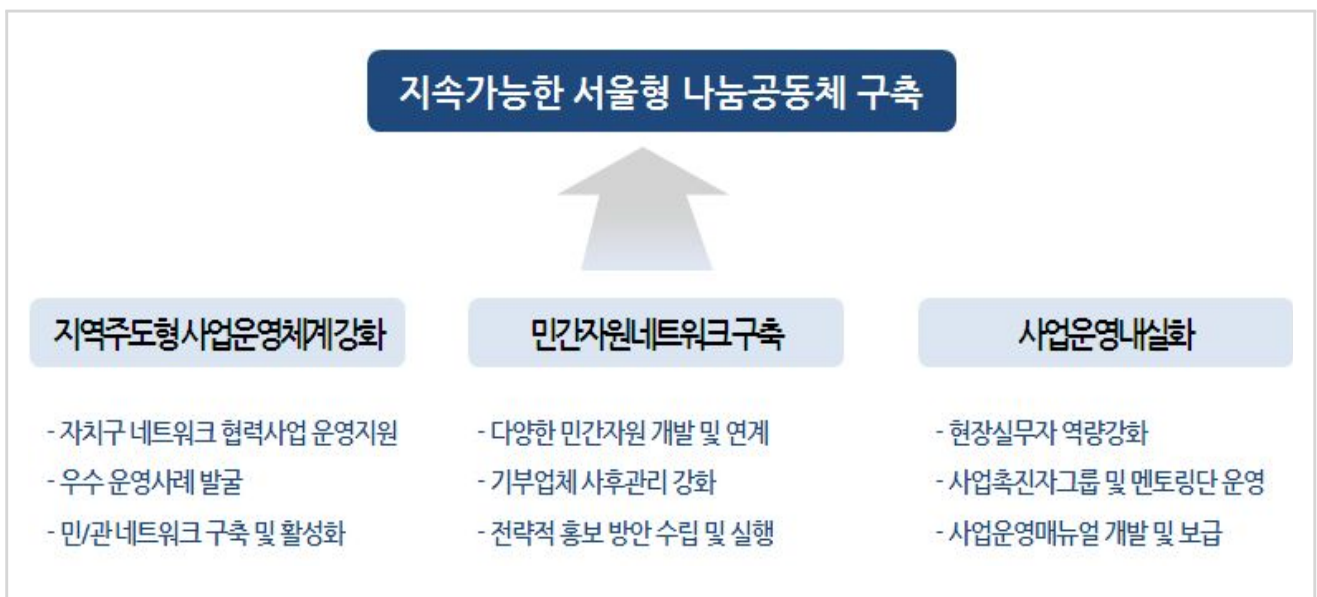 지속가능한 서울형 나눔공동체 구축
지역주도형사업운영체계강화
- 자치구 네트워크 협력사업 운영지원
- 우수 운영사례 발굴
- 민/관네트워크 구축 및 활성화
민간자원네트워크구축
- 다양한 민간자원 개발 및 연계
- 기부업체 사후관리 강화
- 전략적 홍보 방안 수립 및 실행
사업운영내실화
- 현장실무자 역량강화
- 사업촉진자그룹 및 멘토링단 운영
- 사업운영매뉴얼 개발 및 보급